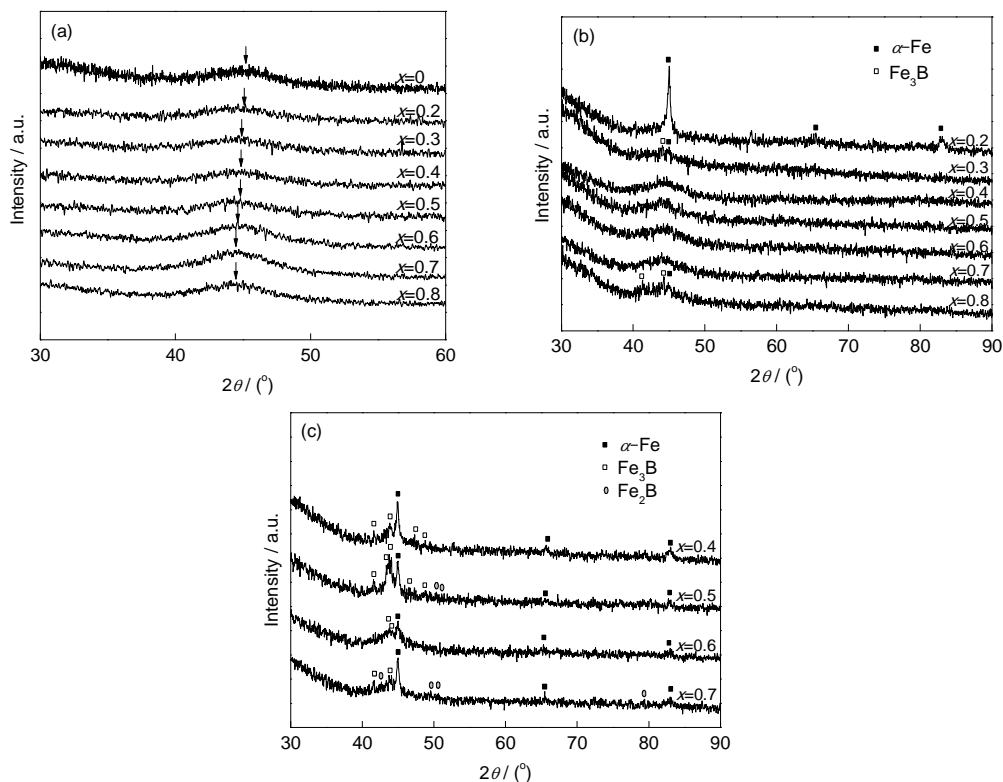 (a)
Intensity / a.u.
x=0
x=0.2
x=0.3
x=0.4
x=0.5
x=0.6
x=0.7
x=0.8
30 40 50 60
2θ / (°)
(b)
Intensity / a.u.
α-Fe
Fe₃B
x=0.2
x=0.3
x=0.4
x=0.5
x=0.6
x=0.7
x=0.8
30 40 50 60 70 80 90
2θ / (°)
(c)
Intensity / a.u.
α-Fe
Fe₃B
Fe₂B
x=0.4
x=0.5
x=0.6
x=0.7
30 40 50 60 70 80 90
2θ / (°)